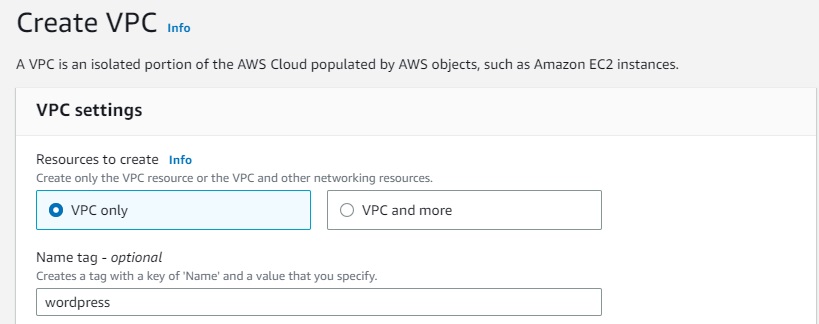 Create VPC Info
A VPC is an isolated portion of the AWS Cloud populated by AWS objects, such as Amazon EC2 instances.
VPC settings
Resources to create Info
Create only the VPC resource or the VPC and other networking resources.
VPC only VPC and more
Name tag - optional
Creates a tag with a key of 'Name' and a value that you specify.
wordpress